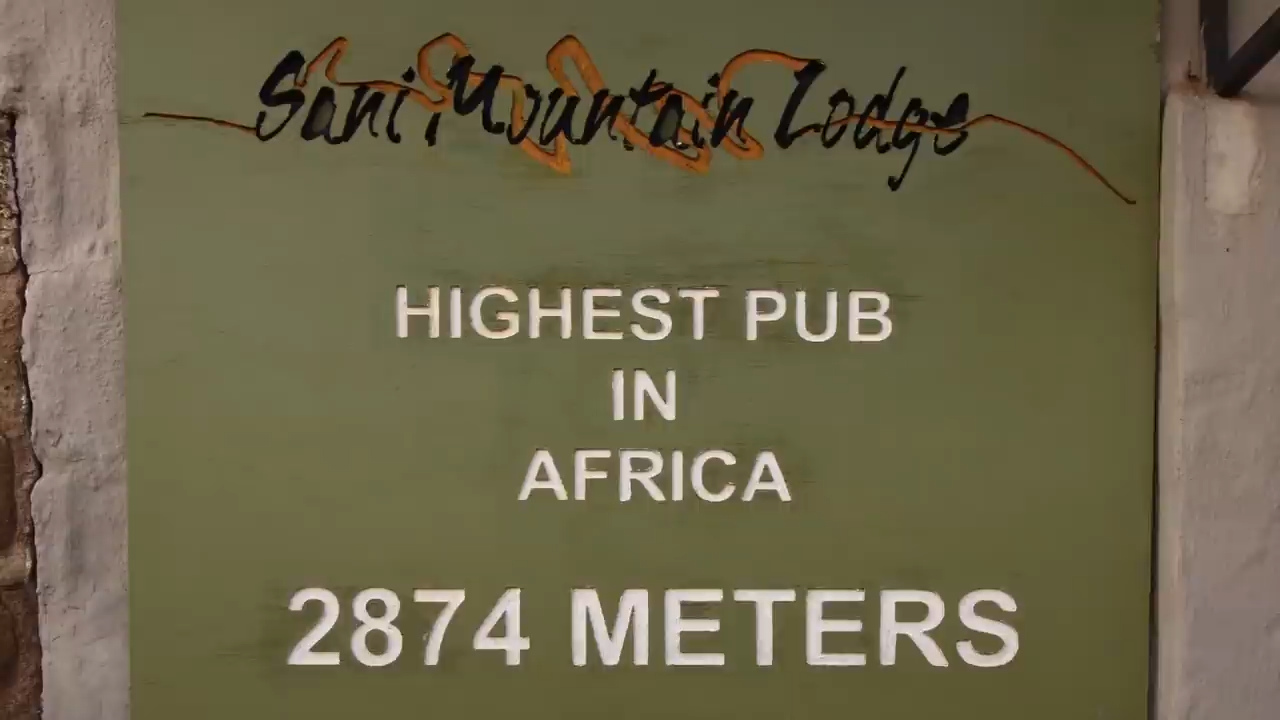 Sani Mountain Lodge
HIGHEST PUB
IN
AFRICA
2874 METERS